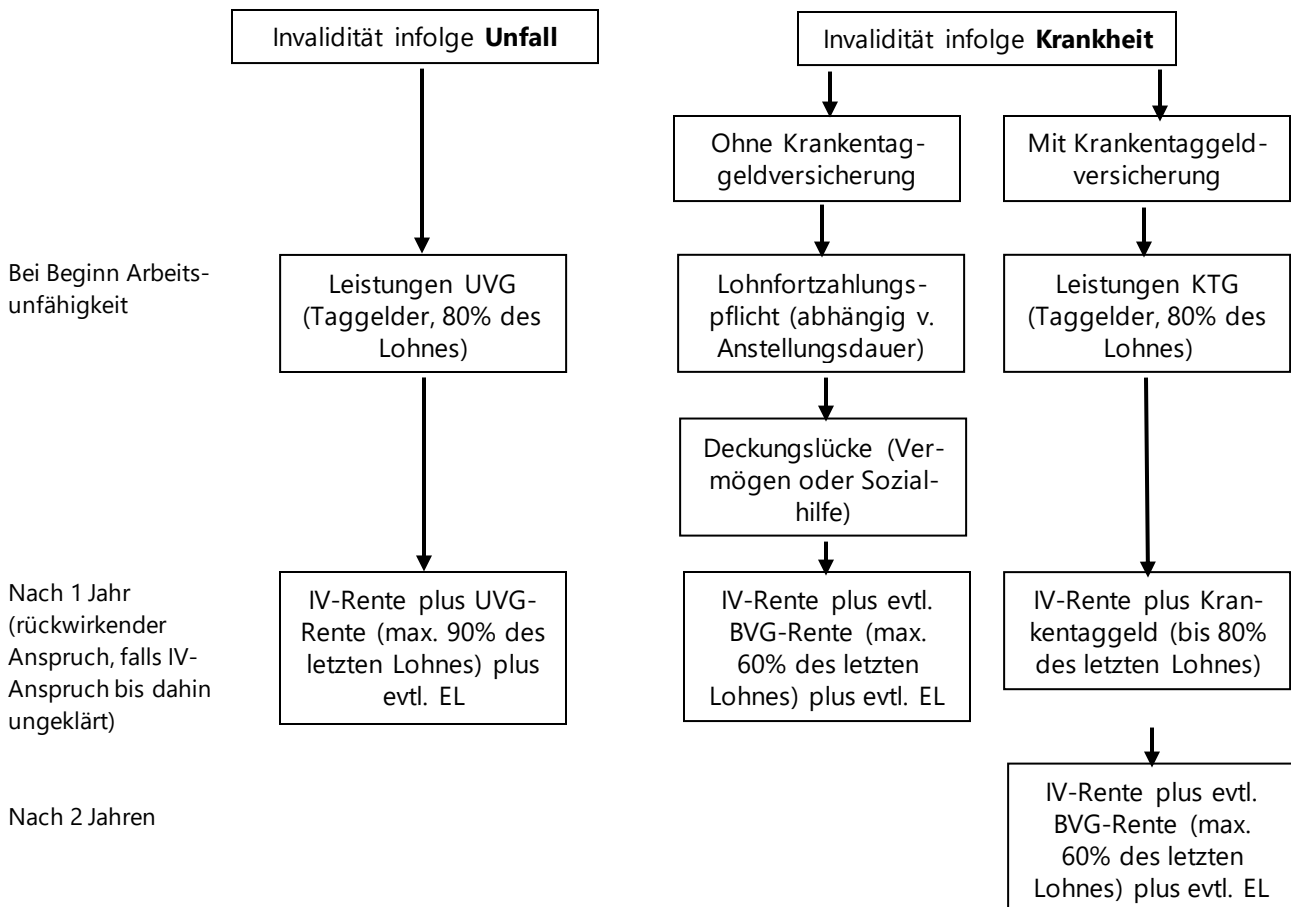 Invalidität infolge Unfall
Invalidität infolge Krankheit
Ohne Krankentag-
geldversicherung
Mit Krankentaggeld-
versicherung
Bei Beginn Arbeits-
unfähigkeit
Leistungen UVG
(Taggelder, 80% des
Lohnes)
Lohnfortzahlungs-
pflicht (abhängig v.
Anstellungsdauer)
Leistungen KTG
(Taggelder, 80% des
Lohnes)
Deckungslücke (Ver-
mögen oder Sozial-
hilfe)
Nach 1 Jahr
(rückwirkender
Anspruch, falls IV-
Anspruch bis dahin
ungeklärt)
IV-Rente plus UVG-
Rente (max. 90% des
letzten Lohnes) plus
evtl. EL
IV-Rente plus evtl.
BVG-Rente (max.
60% des letzten
Lohnes) plus evtl. EL
IV-Rente plus Kran-
kentaggeld (bis 80%
des letzten Lohnes)
Nach 2 Jahren
IV-Rente plus evtl.
BVG-Rente (max.
60% des letzten
Lohnes) plus evtl. EL